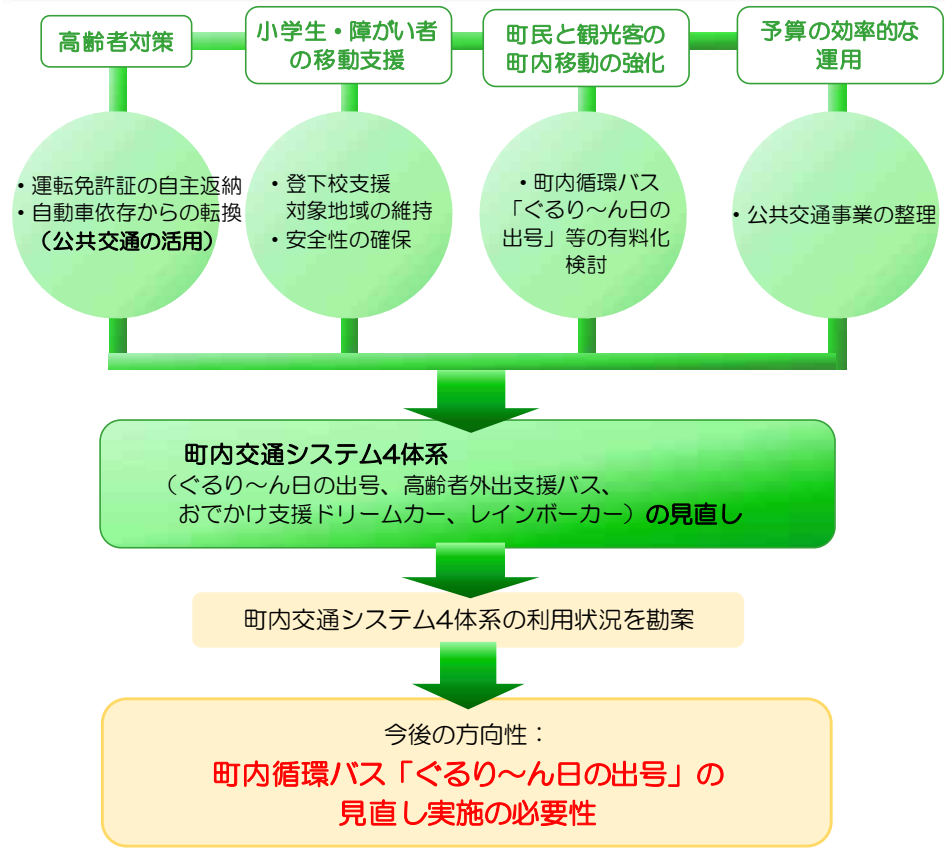 高齢者対策
小学生・障がい者
の移動支援
町民と観光客の
町内移動の強化
予算の効率的な
運用
・運転免許証の自主返納
・自動車依存からの転換
（公共交通の活用）
・登下校支援
対象地域の維持
・安全性の確保
・町内循環バス
「ぐるり～ん日の
出号」等の有料化
検討
・公共交通事業の整理
町内交通システム4体系
（ぐるり～ん日の出号、高齢者外出支援バス、
おでかけ支援ドリームカー、レインボーカー）の見直し
町内交通システム4体系の利用状況を勘案
今後の方向性：
町内循環バス「ぐるり～ん日の出号」の
見直し実施の必要性